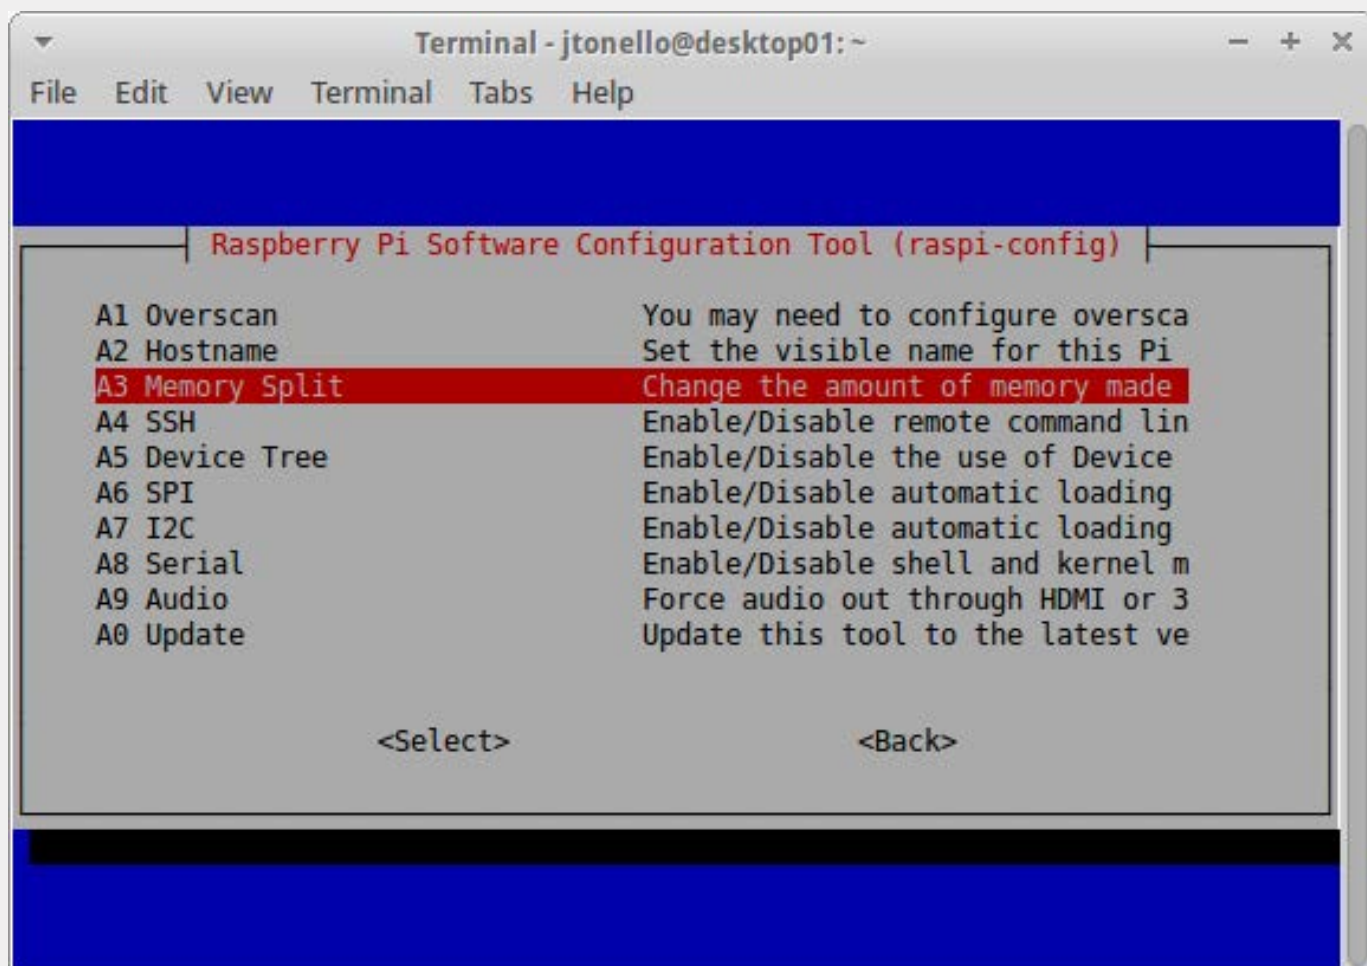 Terminal - jtonello@desktop01: ~
File Edit View Terminal Tabs Help
Raspberry Pi Software Configuration Tool (raspi-config)
A1 Overscan You may need to configure oversca
A2 Hostname Set the visible name for this Pi
A3 Memory Split Change the amount of memory made
A4 SSH Enable/Disable remote command lin
A5 Device Tree Enable/Disable the use of Device
A6 SPI Enable/Disable automatic loading
A7 I2C Enable/Disable automatic loading
A8 Serial Enable/Disable shell and kernel m
A9 Audio Force audio out through HDMI or 3
A0 Update Update this tool to the latest ve
<Select> <Back>